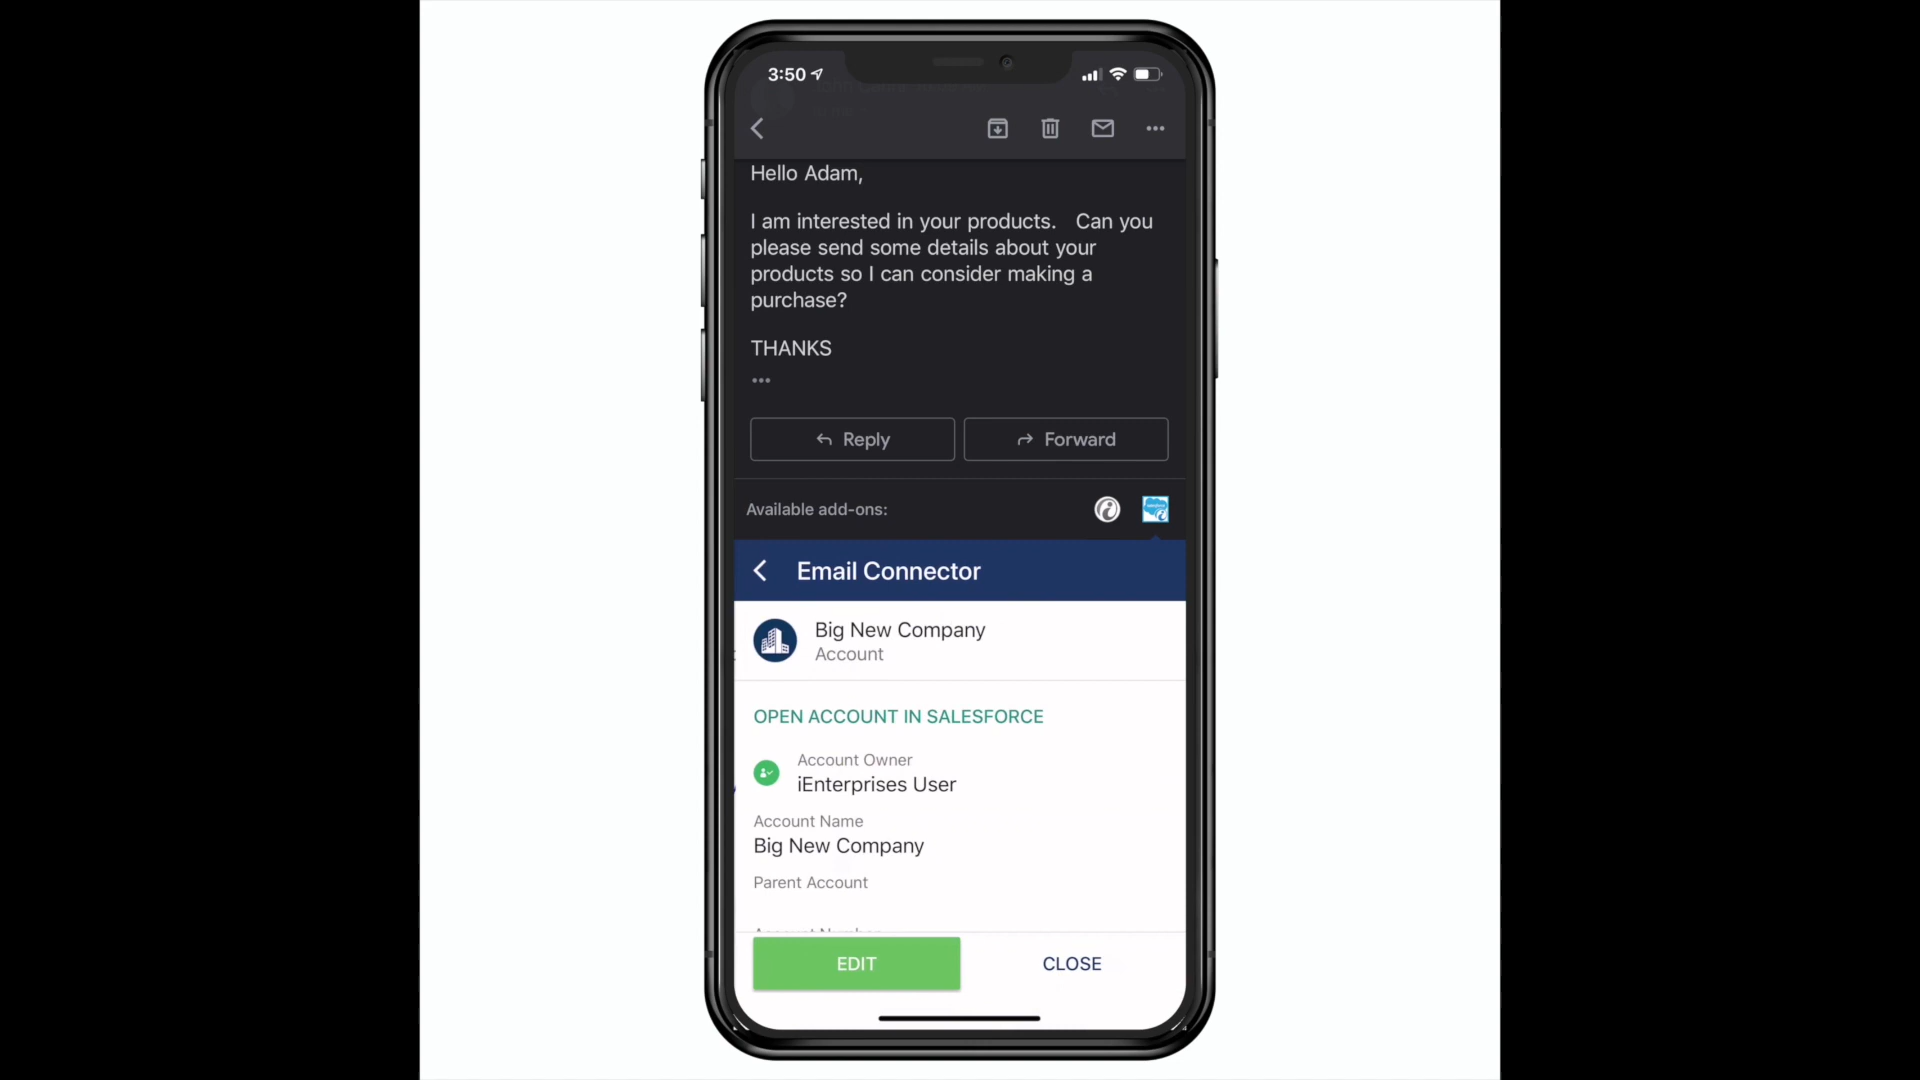 3:50
Hello Adam,
I am interested in your products. Can you
please send some details about your
products so I can consider making a
purchase?
THANKS
Reply
Forward
Available add-ons:
Email Connector
Big New Company
Account
OPEN ACCOUNT IN SALESFORCE
Account Owner
iEnterprises User
Account Name
Big New Company
Parent Account
EDIT
CLOSE